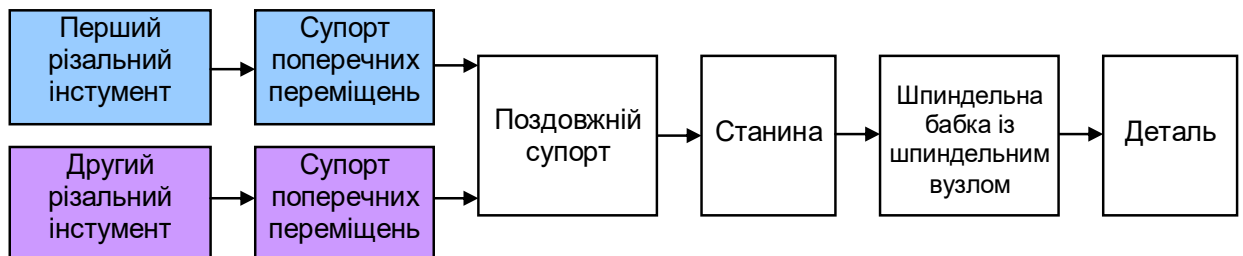 Перший
різальний
інстумент
Супорт
поперечних
переміщень
Другий
різальний
інстумент
Супорт
поперечних
переміщень
Поздовжній
супорт
Станина
Шпиндельна
бабка із
шпиндельним
вузлом
Деталь